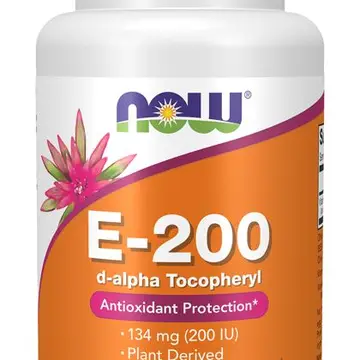 NOW
E-200
d-alpha Tocopheryl
Antioxidant Protection*
• 134 mg (200 IU)
• Plant Derived